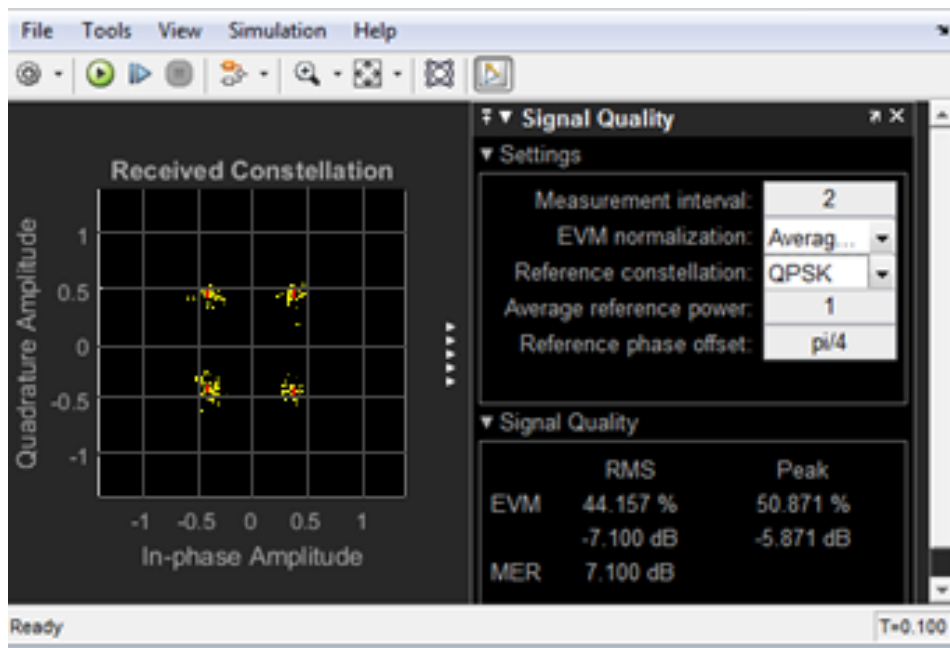 File Tools View Simulation Help
Signal Quality
Settings
Measurement interval: 2
EVM normalization: Averag...
Reference constellation: QPSK
Average reference power: 1
Reference phase offset: pi/4
Signal Quality
RMS Peak
EVM 44.157 % 50.871 %
-7.100 dB -5.871 dB
MER 7.100 dB
Received Constellation
Quadrature Amplitude
1
0.5
0
-0.5
-1
-1 -0.5 0 0.5 1
In-phase Amplitude
Ready T=0.100